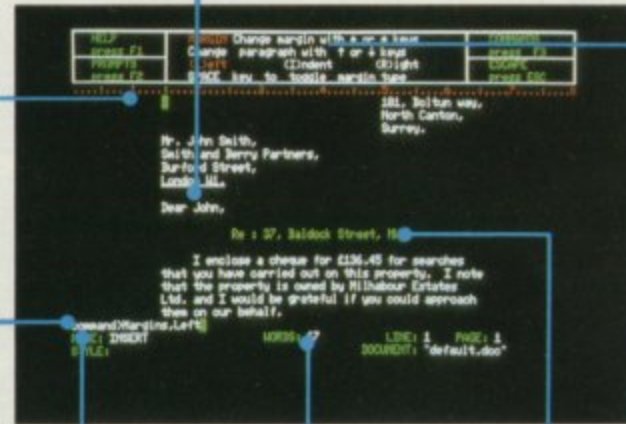 HELP
press F1
MARGIN Change margin with ← or → keys
Change paragraph with ↑ or ↓ keys
(L)eft (I)ndent (R)ight
SPACE key to toggle margin type
COMMANDS
press F3
PROMPTS
press F2
ESCAPE
press ESC
181, Boltun way,
North Canton,
Surrey.
Mr. John Smith,
Smith and Berry Partners,
Burford Street,
London W1.
Dear John,
Re : 37, Baldock Street,
I enclose a cheque for £136.45 for searches
that you have carried out on this property. I note
that the property is owned by Milhabour Estates
Ltd. and I would be grateful if you could approach
them on our behalf.
command>Margins,Left
MODE: INSERT WORDS: LINE: 1 PAGE: 1
STYLE: DOCUMENT: "default.doc"